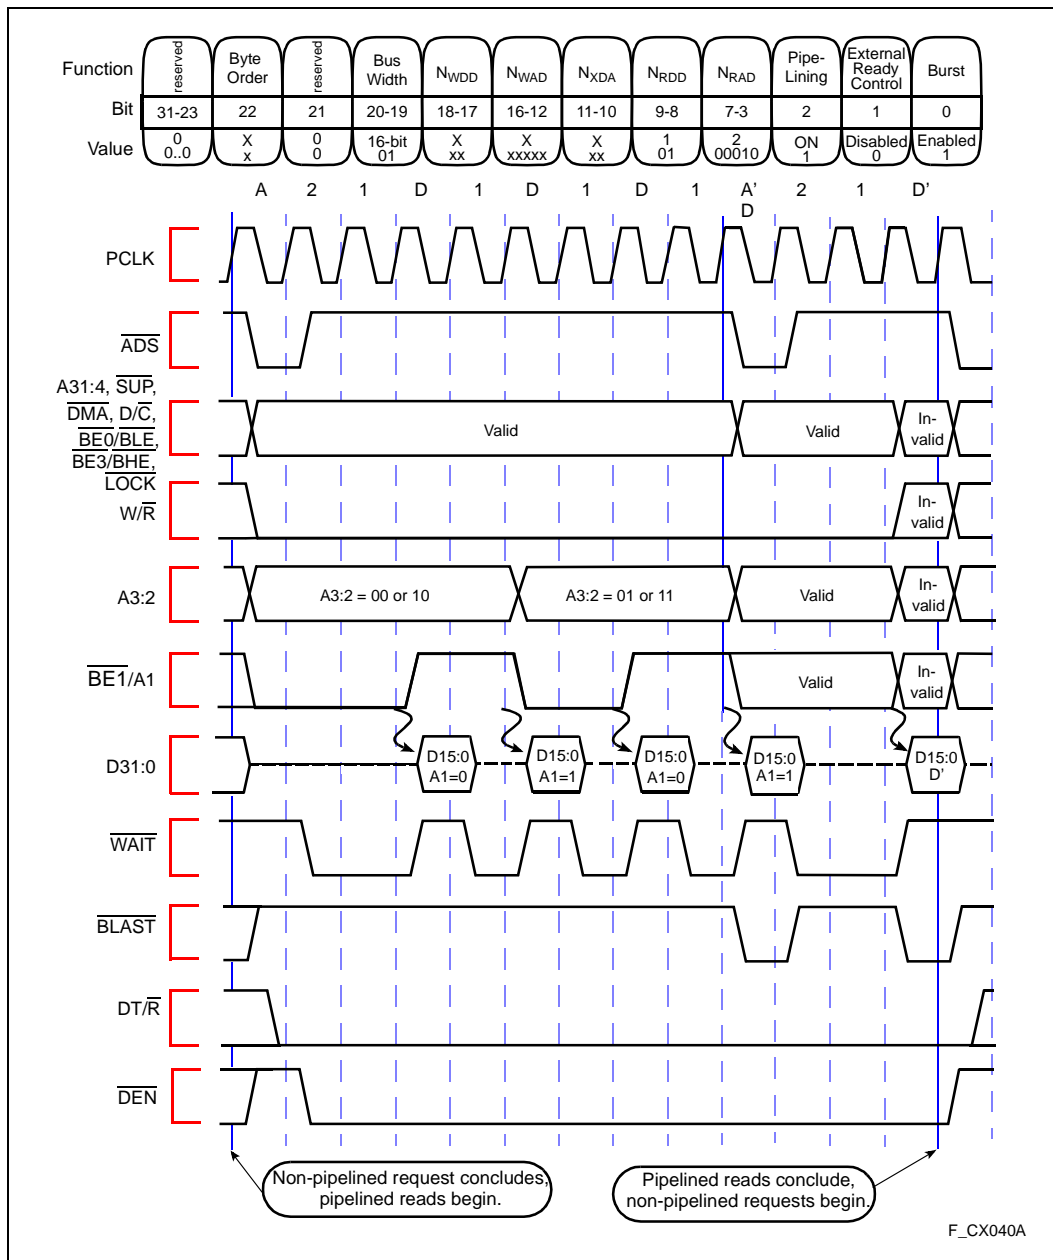 Function reserved Byte Order reserved Bus Width NWDD NWAD NXDA NRDD NRAD Pipe-Lining External Ready Control Burst
Bit 31-23 22 21 20-19 18-17 16-12 11-10 9-8 7-3 2 1 0
Value 0 X 0 16-bit X X X 1 2 ON Disabled Enabled
0..0 x 0 01 xx xxxxx xx 01 00010 1 0 1
A 2 1 D 1 D 1 D 1 A' 2 1 D'
D
PCLK
ADS
A31:4, SUP,
DMA, D/C,
BE0/BLE,
BE3/BHE,
LOCK
Valid Valid In-
valid
W/R In-
valid
A3:2 A3:2 = 00 or 10 A3:2 = 01 or 11 Valid In-
valid
BE1/A1 Valid In-
valid
D31:0 D15:0 D15:0 D15:0 D15:0 D15:0
A1=0 A1=1 A1=0 A1=1 D'
WAIT
BLAST
DT/R
DEN
Non-pipelined request concludes,
pipelined reads begin.
Pipelined reads conclude,
non-pipelined requests begin.
F_CX040A